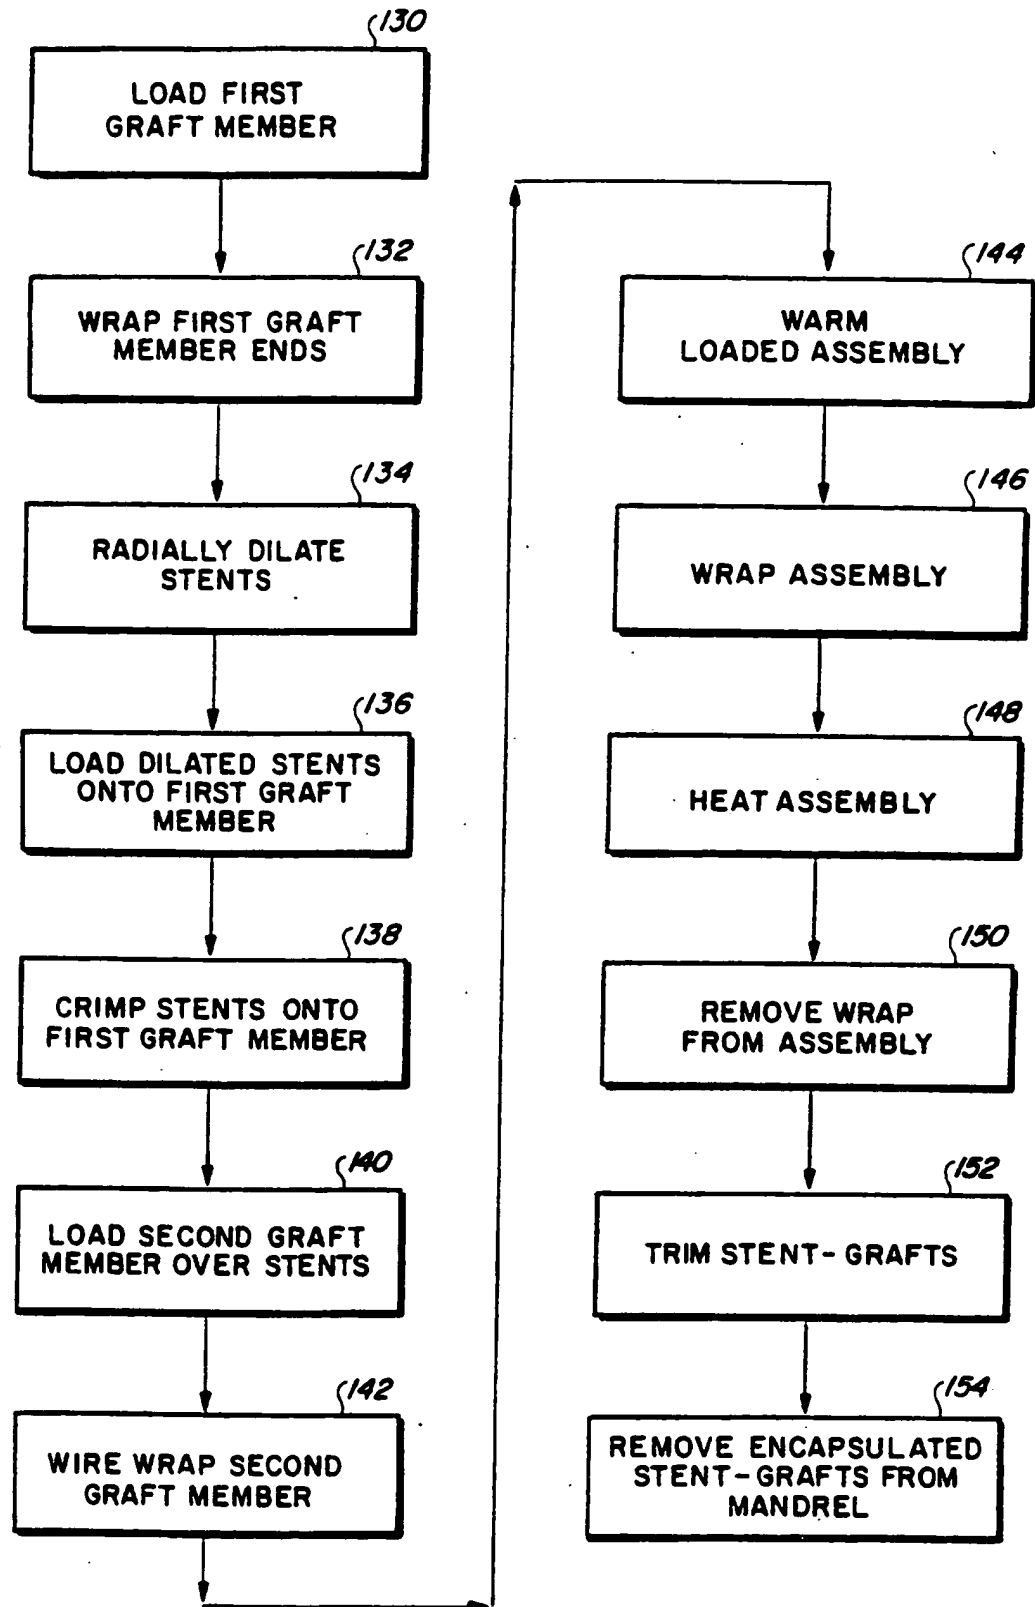 130
LOAD FIRST
GRAFT MEMBER
132
WRAP FIRST GRAFT
MEMBER ENDS
134
RADIALLY DILATE
STENTS
136
LOAD DILATED STENTS
ONTO FIRST GRAFT
MEMBER
138
CRIMP STENTS ONTO
FIRST GRAFT MEMBER
140
LOAD SECOND GRAFT
MEMBER OVER STENTS
142
WIRE WRAP SECOND
GRAFT MEMBER
144
WARM
LOADED ASSEMBLY
146
WRAP ASSEMBLY
148
HEAT ASSEMBLY
150
REMOVE WRAP
FROM ASSEMBLY
152
TRIM STENT-GRAFTS
154
REMOVE ENCAPSULATED
STENT-GRAFTS FROM
MANDREL